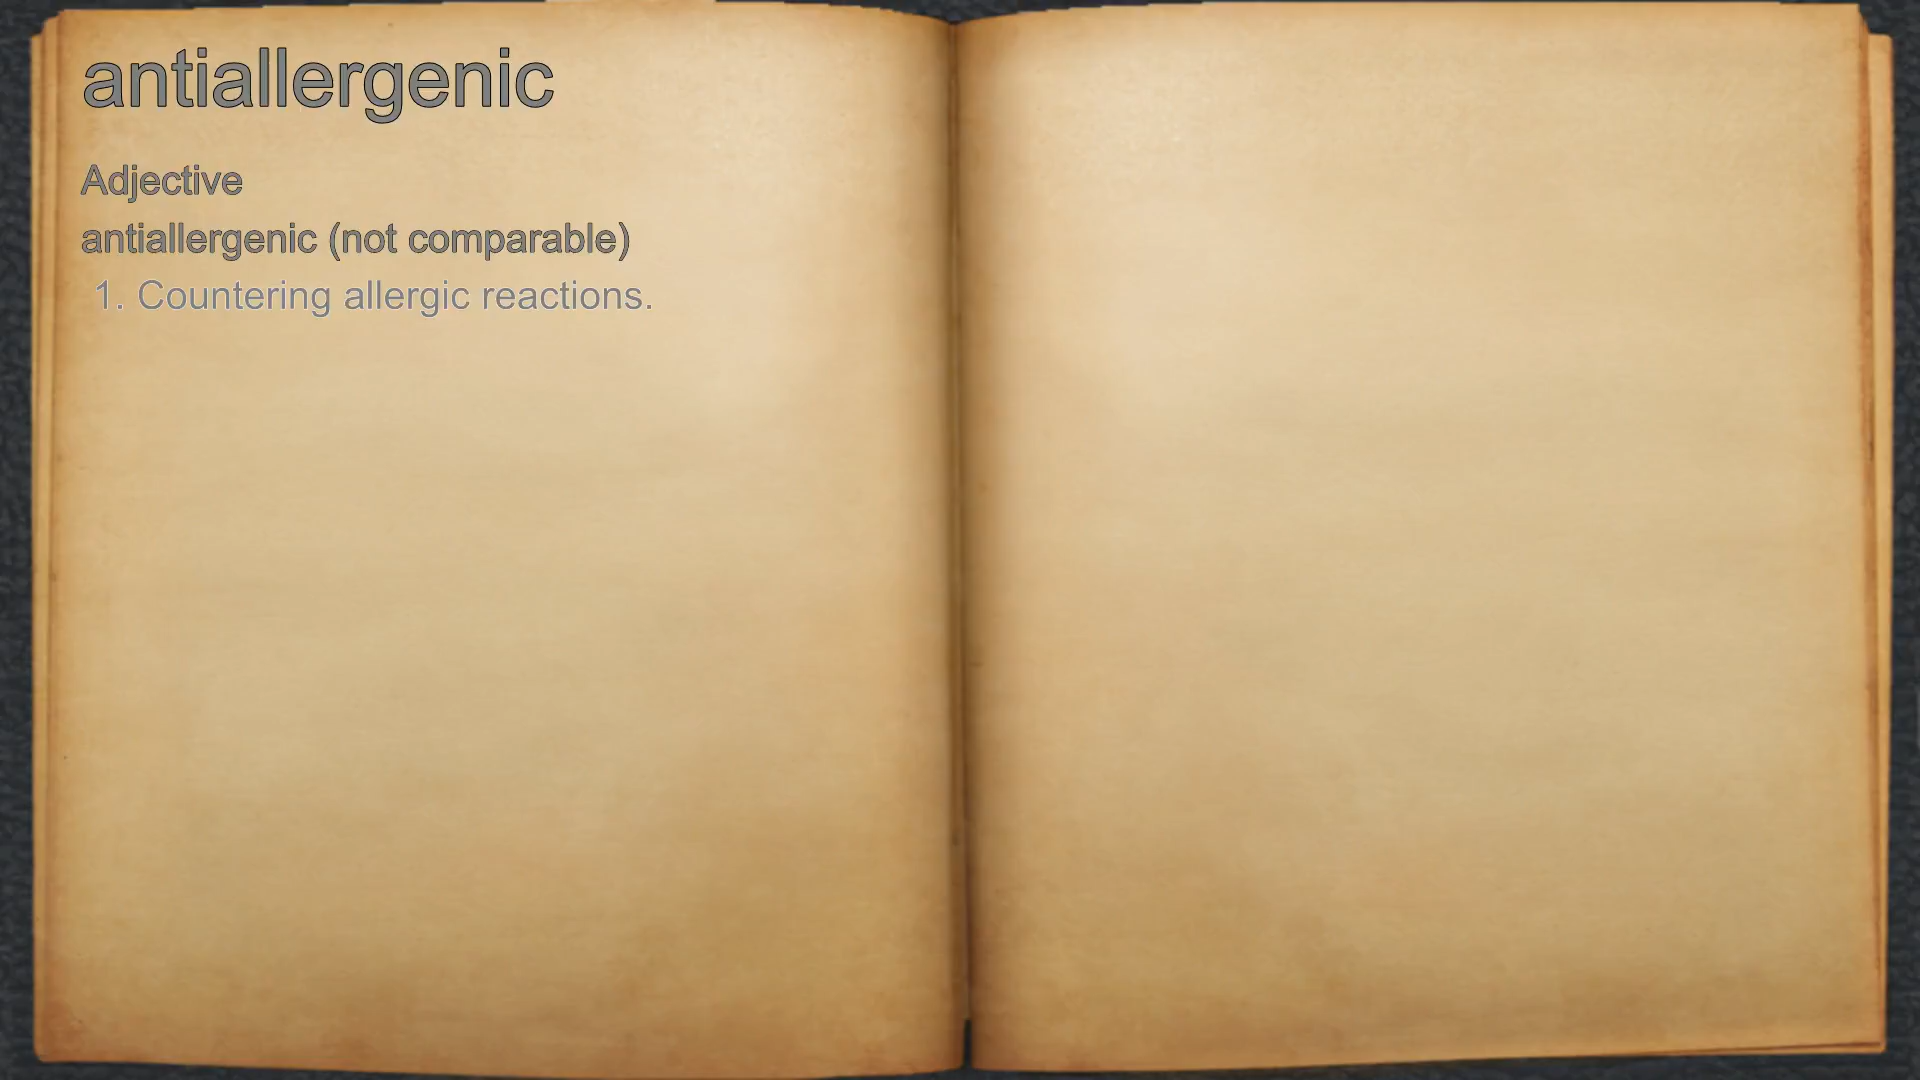 antiallergenic
Adjective
antiallergenic (not comparable)
1. Countering allergic reactions.